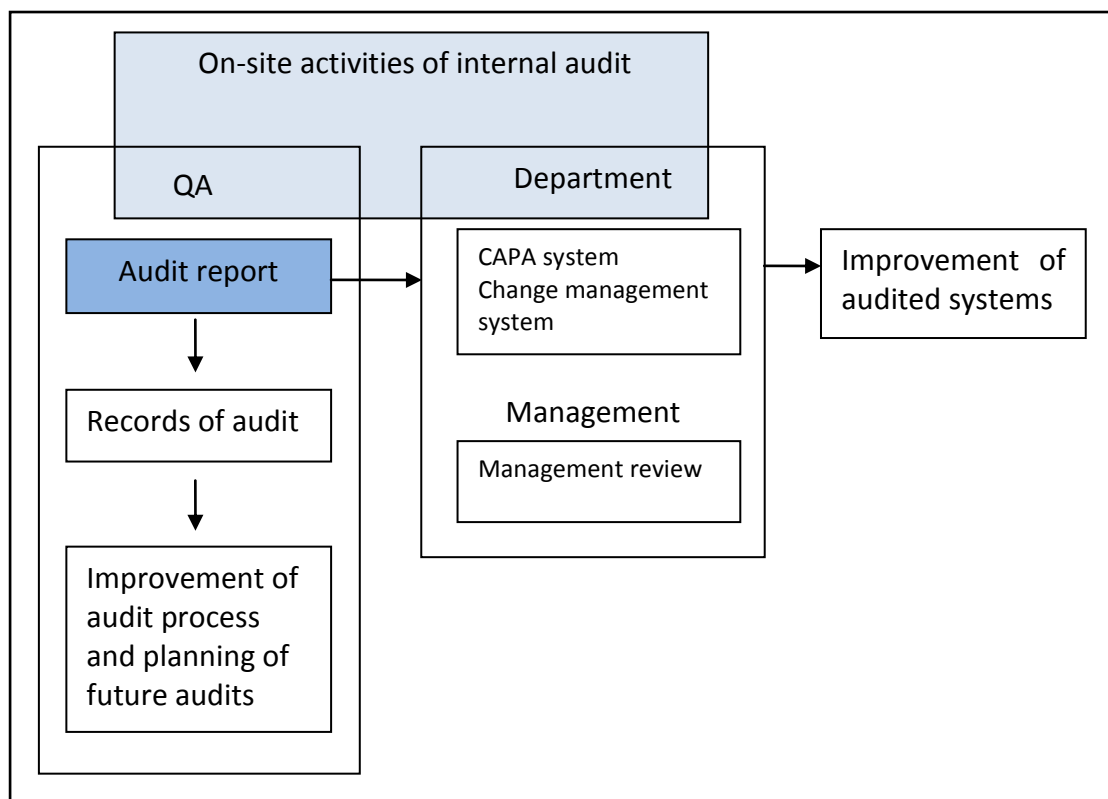 On-site activities of internal audit
QA
Department
Audit report
CAPA system
Change management
system
Improvement of
audited systems
Records of audit
Management
Management review
Improvement of
audit process
and planning of
future audits